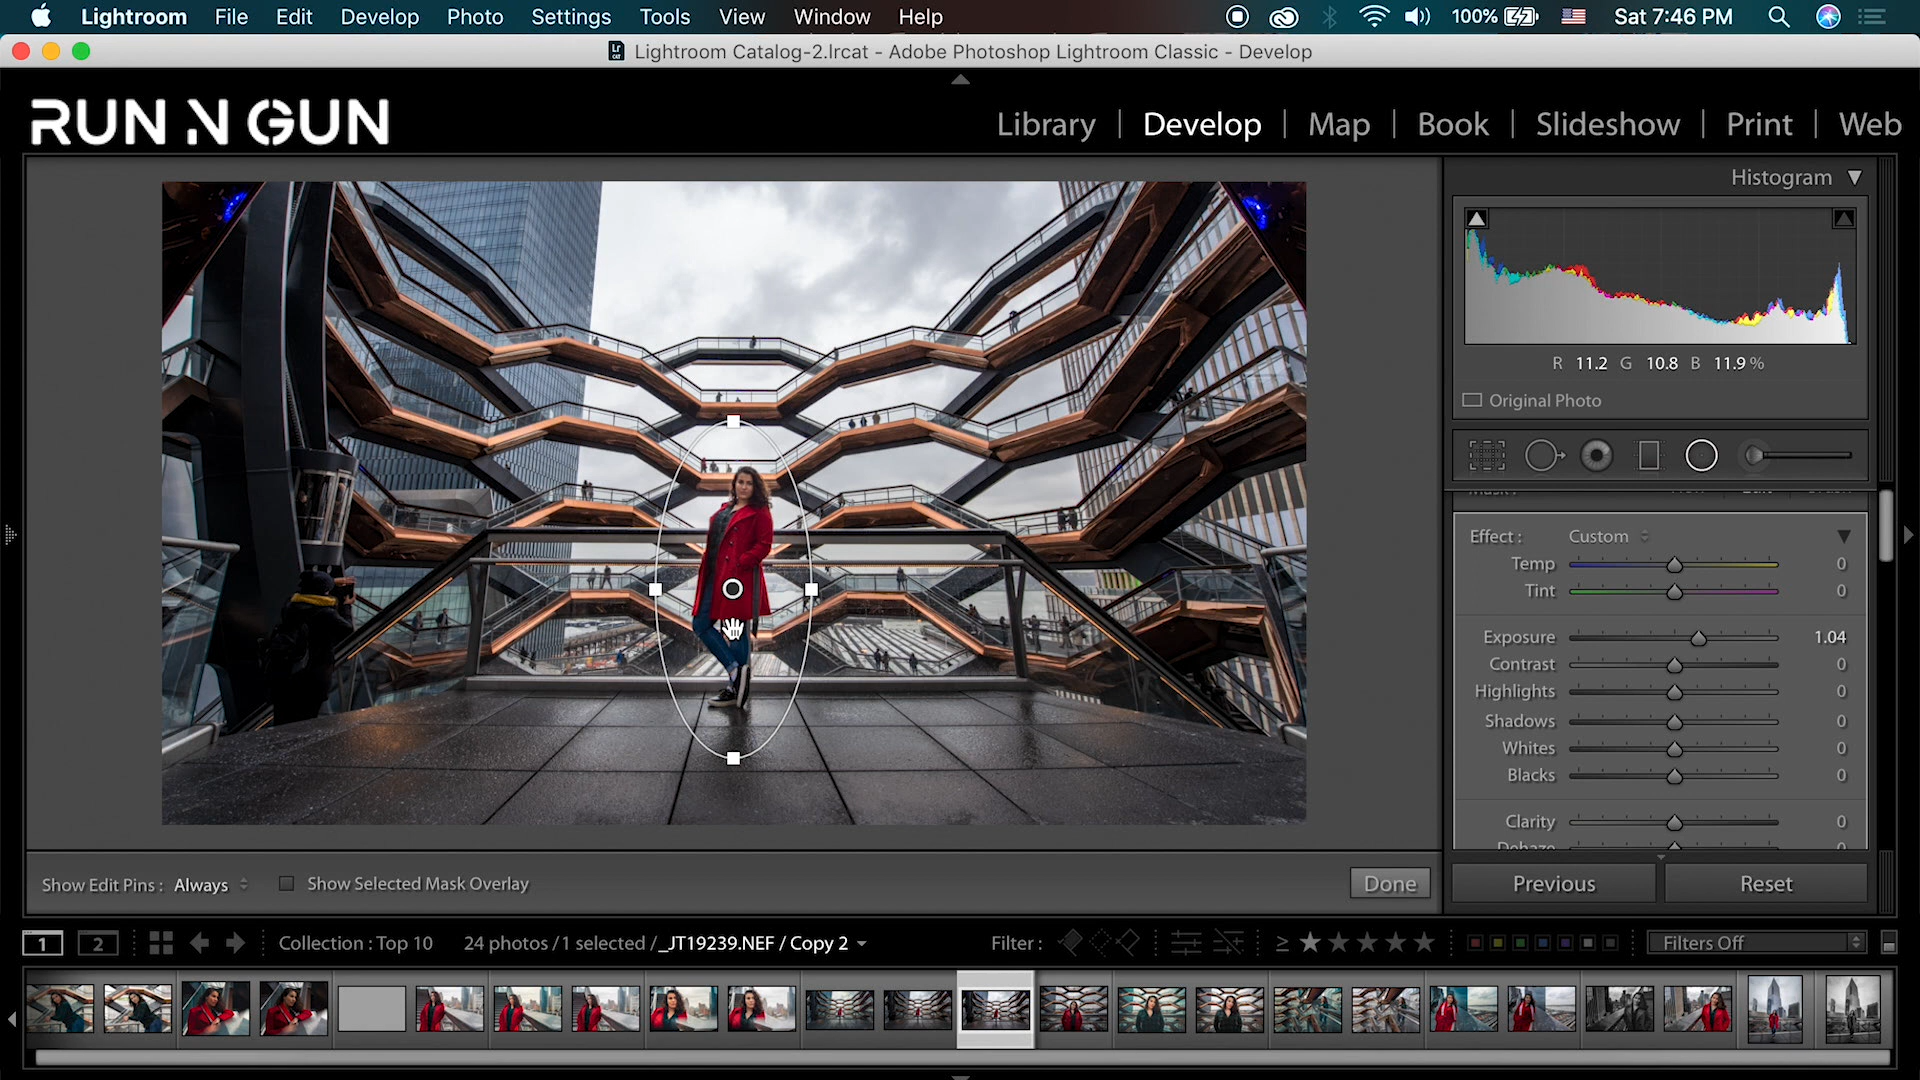 Lightroom File Edit Develop Photo Settings Tools View Window Help 100% Sat 7:46 PM
Lightroom Catalog-2.lrcat - Adobe Photoshop Lightroom Classic - Develop
RUN N GUN
Library | Develop | Map | Book | Slideshow | Print | Web
Histogram
R 11.2 G 10.8 B 11.9 %
Original Photo
Effect : Custom
Temp 0
Tint 0
Exposure 1.04
Contrast 0
Highlights 0
Shadows 0
Whites 0
Blacks 0
Clarity 0
Dehaze 0
Show Edit Pins : Always Show Selected Mask Overlay Done
Previous Reset
1 2 Collection : Top 10 24 photos / 1 selected / _JT19239.NEF / Copy 2 Filter : ≥ ★★★★★ Filters Off